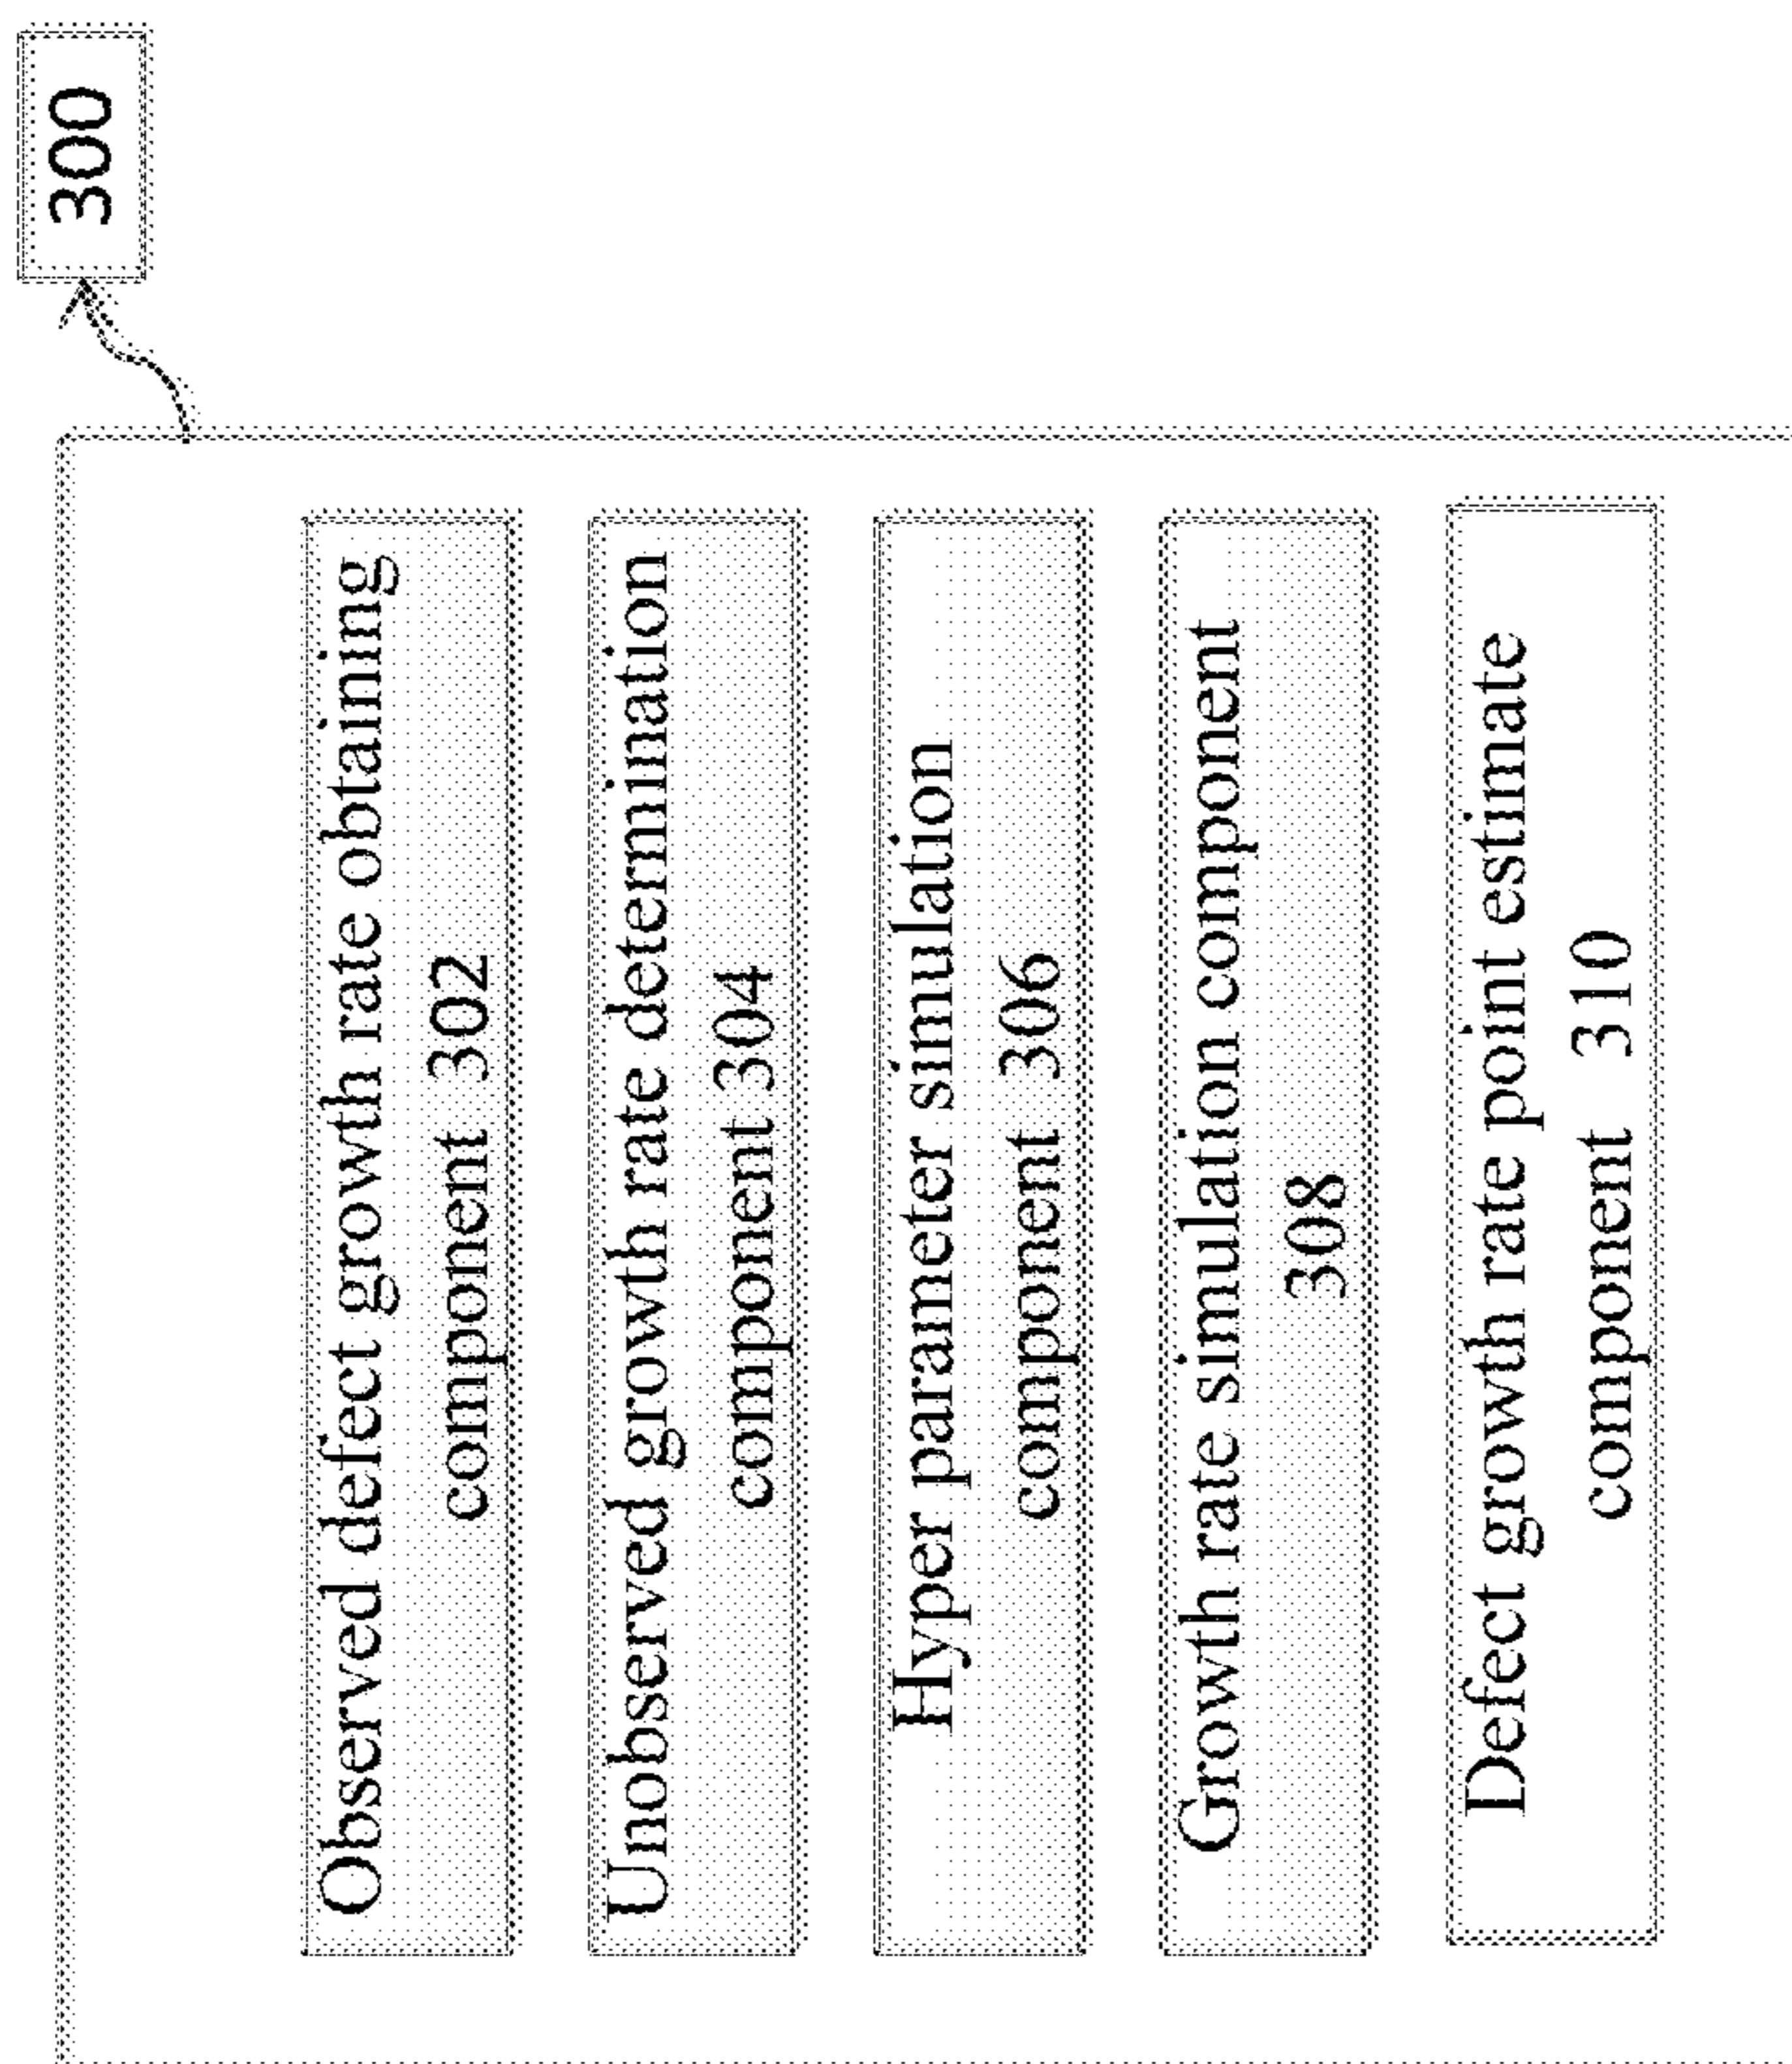 300
Observed defect growth rate obtaining
component 302
Unobserved growth rate determination
component 304
Hyper parameter simulation
component 306
Growth rate simulation component
308
Defect growth rate point estimate
component 310